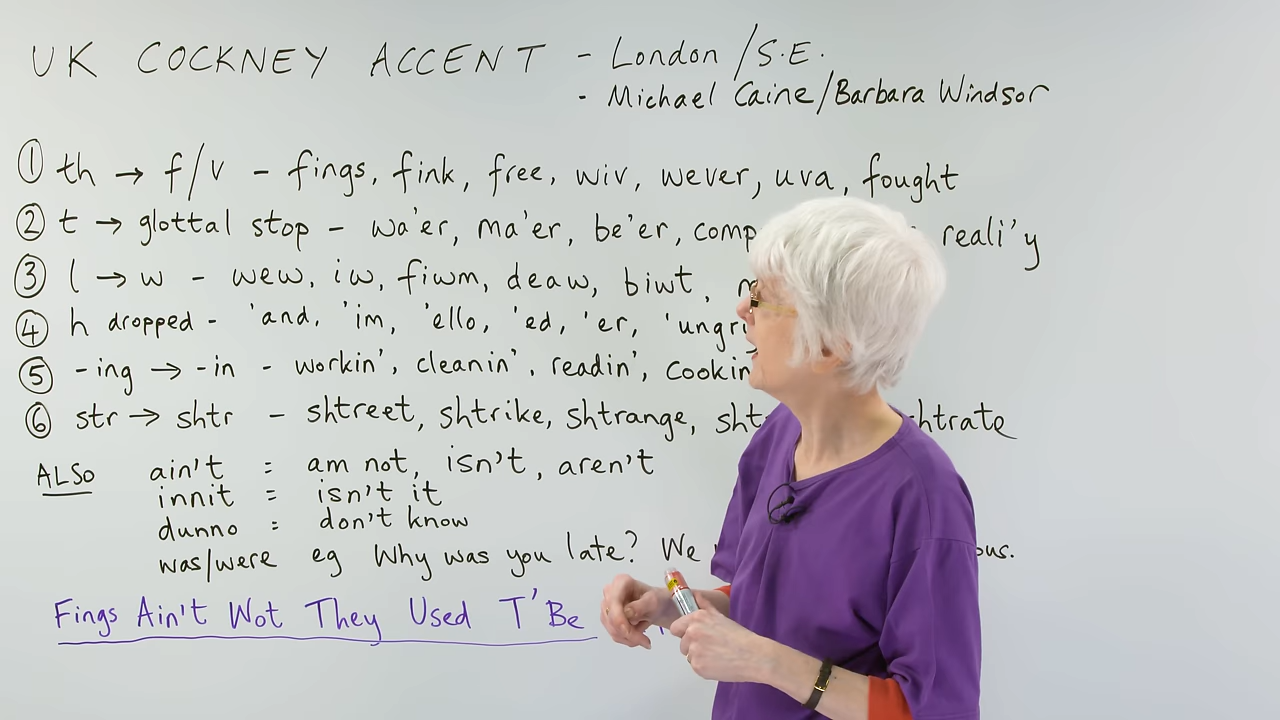 UK COCKNEY ACCENT - London / S.E.
- Michael Caine/Barbara Windsor
① th → f/v - fings, fink, free, wiv, wever, uva, fought
② t → glottal stop - wa'er, ma'er, be'er, reali'y
③ l → w - wew, iw, fiwm, deaw, biwt,
④ h dropped - 'and, 'im, 'ello, 'ed, 'er, 'ungry
⑤ -ing → -in - workin', cleanin', readin', cookin
⑥ str → shtr - shtreet, shtrike, shtrange,
ALSO ain't = am not, isn't, aren't
innit = isn't it
dunno = don't know
was/were eg Why was you late? We
Fings Ain't Wot They Used T'Be